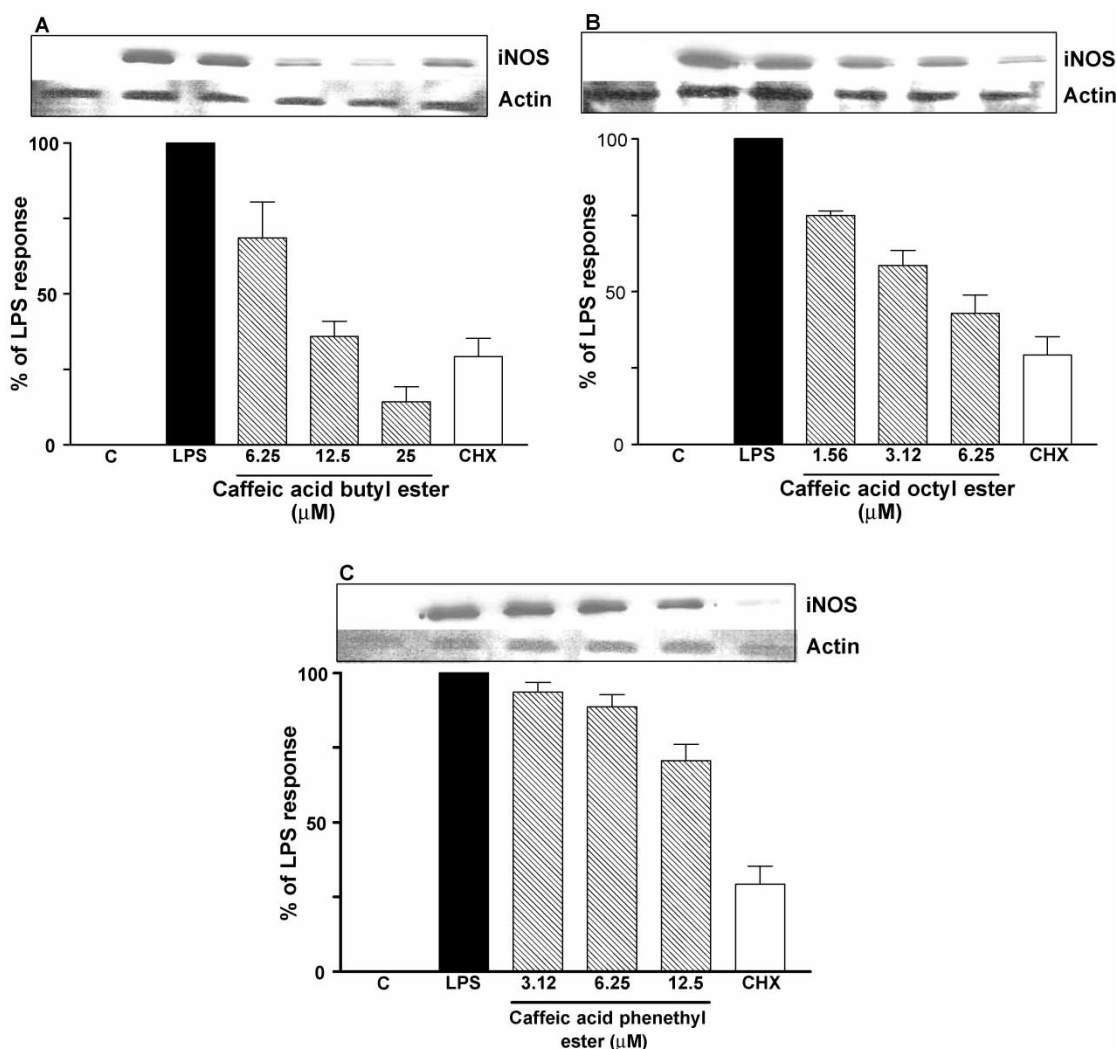 A
iNOS
Actin
100
50
0
% of LPS response
C LPS 6.25 12.5 25 CHX
Caffeic acid butyl ester
(μM)
B
iNOS
Actin
100
50
0
% of LPS response
C LPS 1.56 3.12 6.25 CHX
Caffeic acid octyl ester
(μM)
C
iNOS
Actin
100
50
0
% of LPS response
C LPS 3.12 6.25 12.5 CHX
Caffeic acid phenethyl
ester (μM)